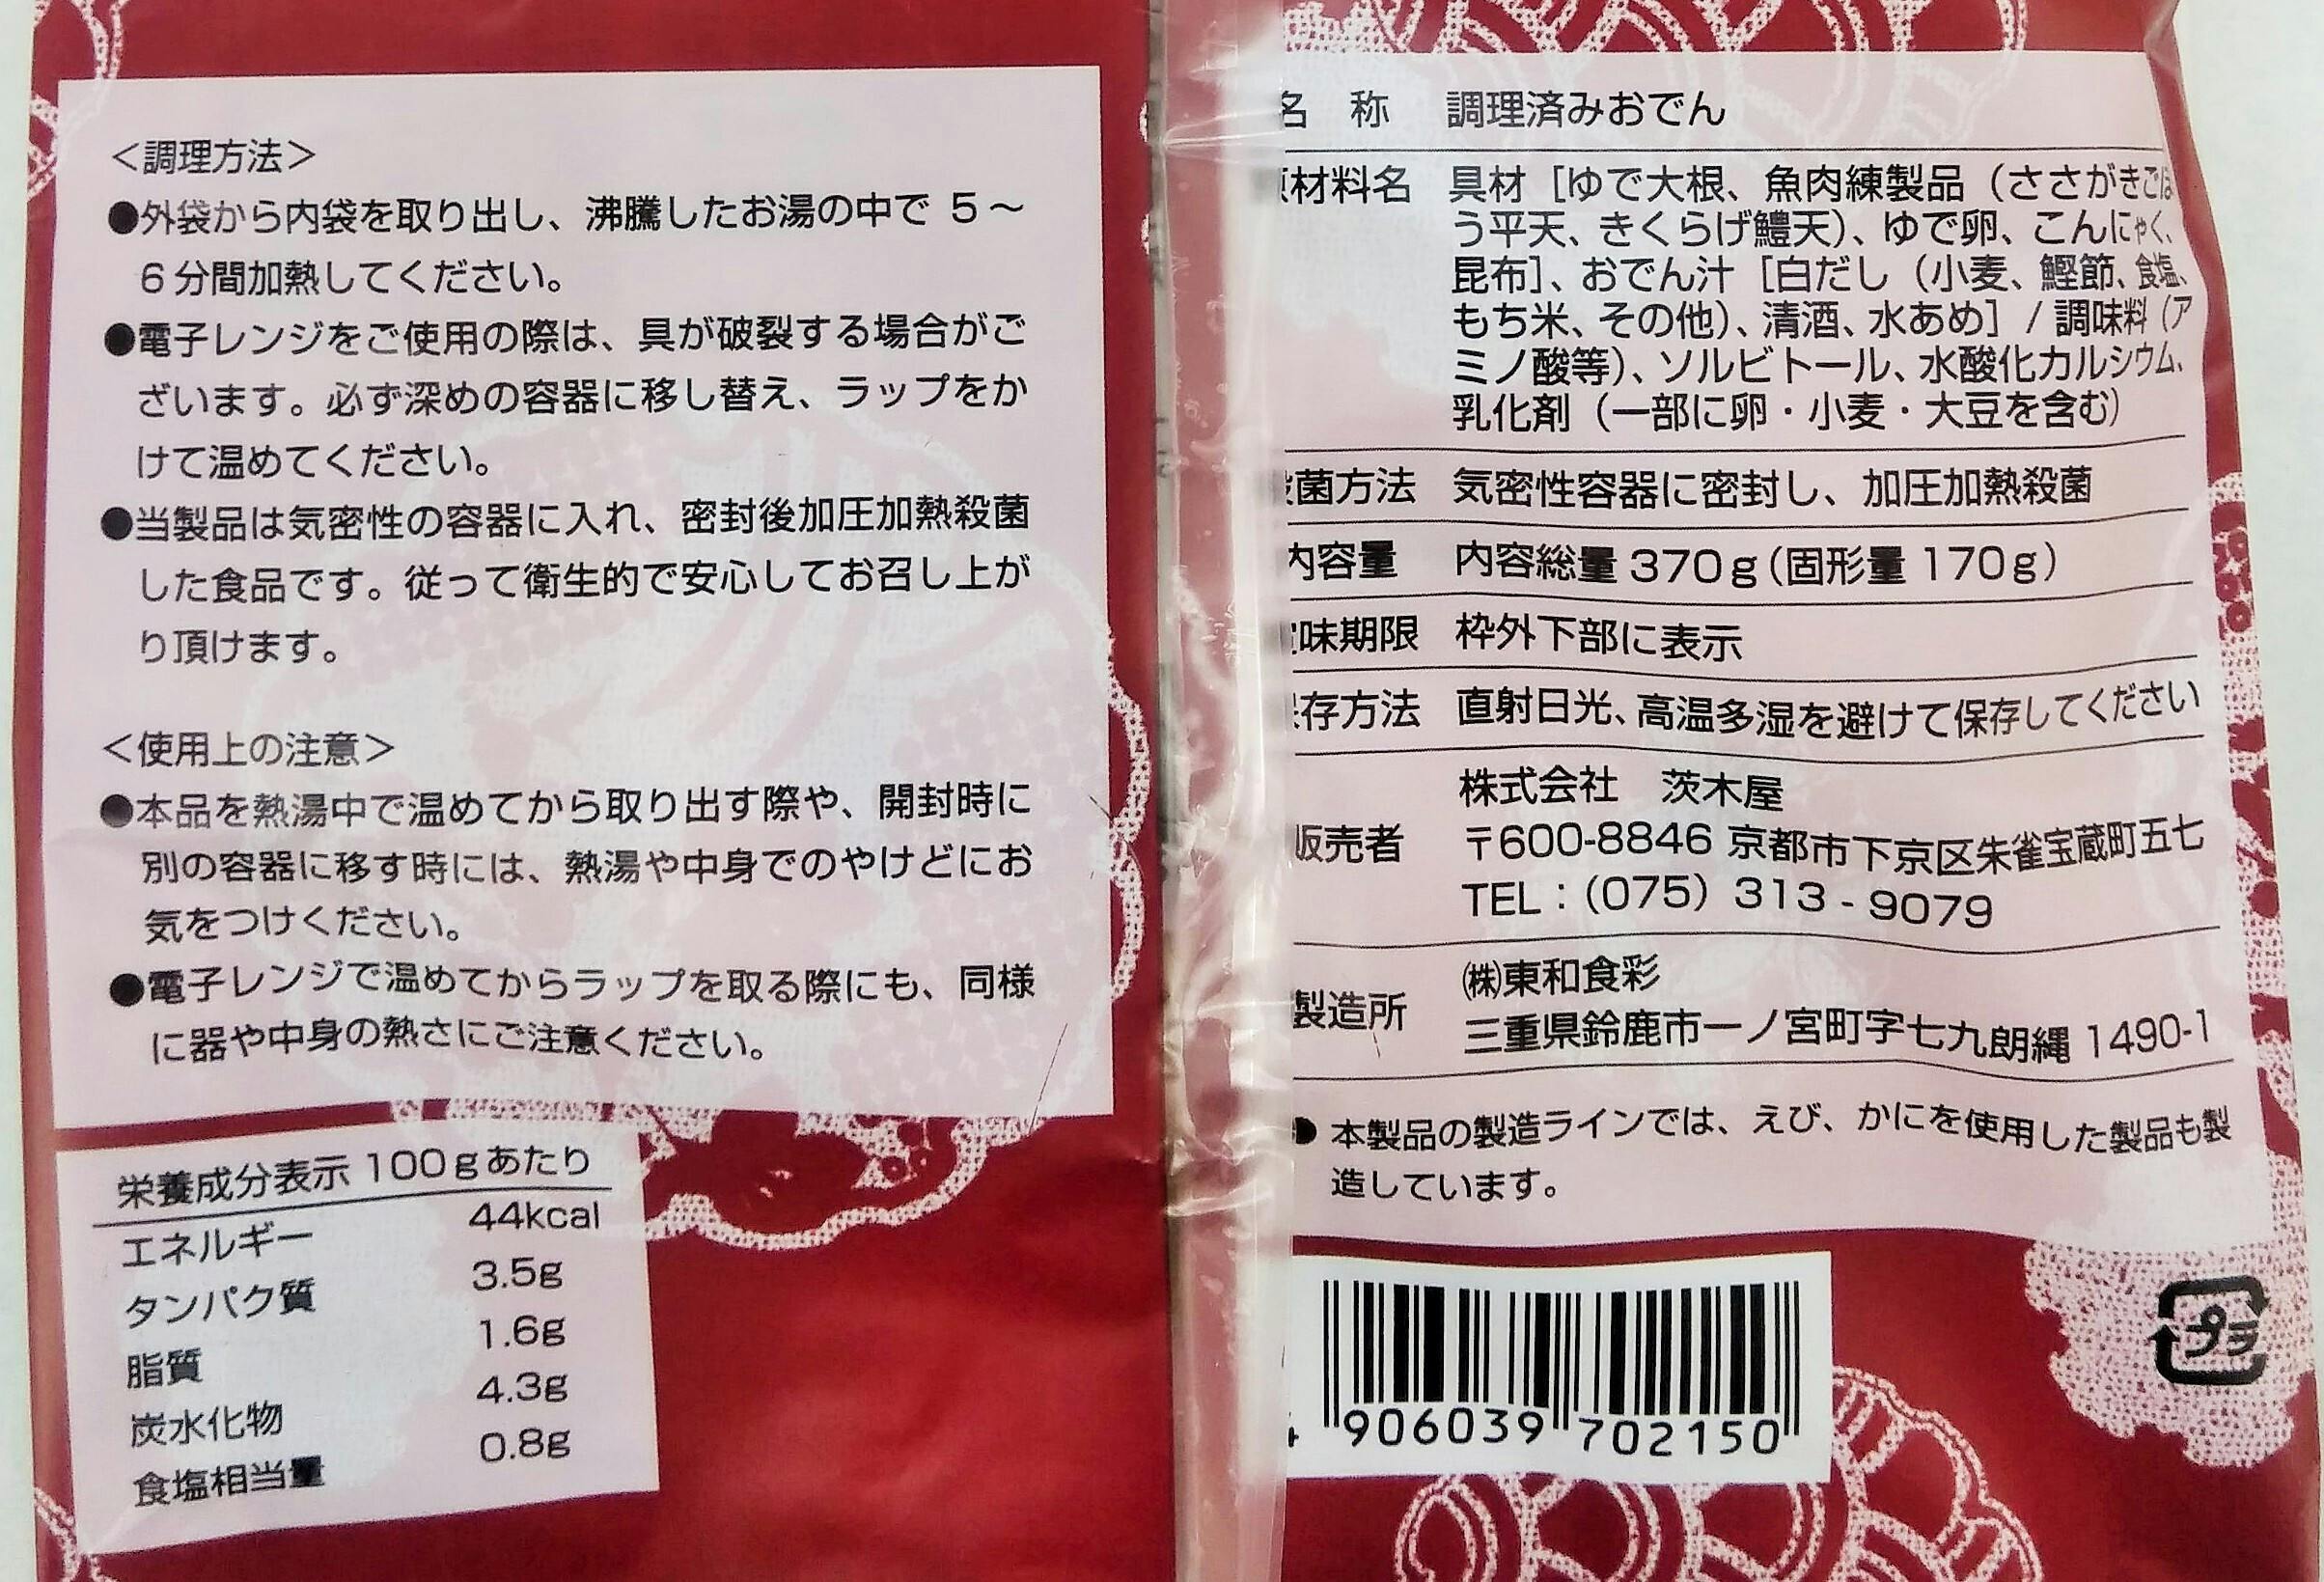 <調理方法>
●外袋から内袋を取り出し、沸騰したお湯の中で 5～
6分間加熱してください。
●電子レンジをご使用の際は、具が破裂する場合がご
ざいます。必ず深めの容器に移し替え、ラップをか
けて温めてください。
●当製品は気密性の容器に入れ、密封後加圧加熱殺菌
した食品です。従って衛生的で安心してお召し上が
り頂けます。
<使用上の注意>
●本品を熱湯中で温めてから取り出す際や、開封時に
別の容器に移す時には、熱湯や中身でのやけどにお
気をつけください。
●電子レンジで温めてからラップを取る際にも、同様
に器や中身の熱さにご注意ください。
栄養成分表示 100gあたり
エネルギー 44kcal
タンパク質 3.5g
脂質 1.6g
炭水化物 4.3g
食塩相当量 0.8g
名 称 調理済みおでん
材料名 具材［ゆで大根、魚肉練製品（ささがきごぼ
う平天、きくらげ鱧天）、ゆで卵、こんにゃく、
昆布］、おでん汁［白だし（小麦、鰹節、食塩、
もち米、その他）、清酒、水あめ］/ 調味料（ア
ミノ酸等）、ソルビトール、水酸化カルシウム、
乳化剤（一部に卵・小麦・大豆を含む）
菌方法 気密性容器に密封し、加圧加熱殺菌
内容量 内容総量 370g（固形量 170g）
味期限 枠外下部に表示
存方法 直射日光、高温多湿を避けて保存してください
株式会社 茨木屋
販売者 〒600-8846 京都市下京区朱雀宝蔵町五七
TEL：(075) 313-9079
㈱東和食彩
製造所 三重県鈴鹿市一ノ宮町字七九朗縄 1490-1
● 本製品の製造ラインでは、えび、かにを使用した製品も製
造しています。
4 906039 702150
プラ